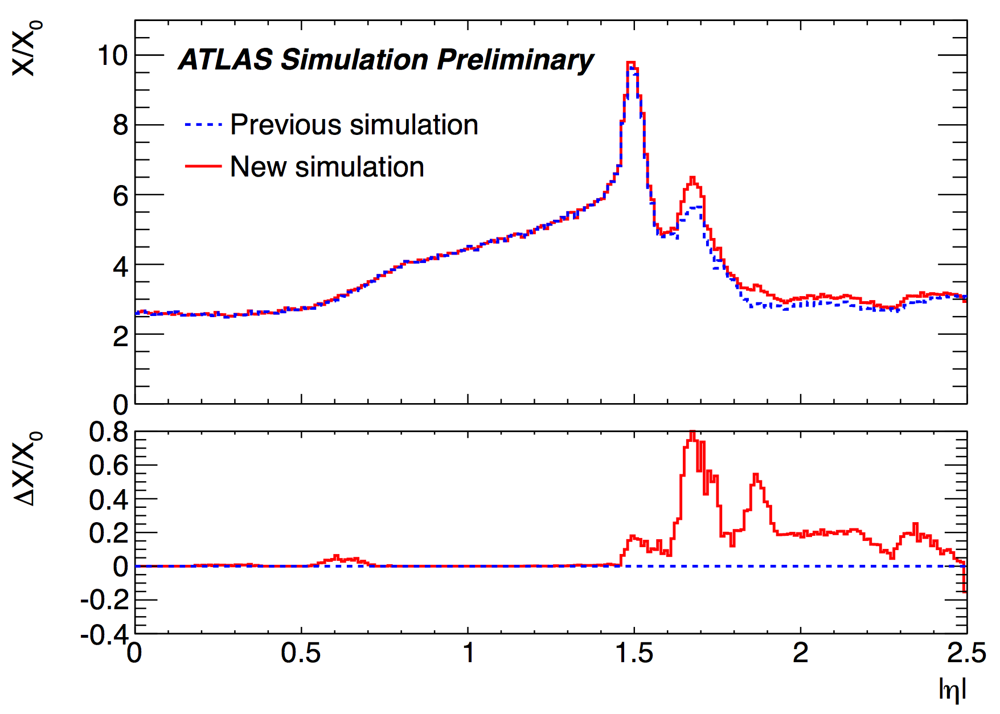 X/X0
10
8
6
4
2
0
ATLAS Simulation Preliminary
Previous simulation
New simulation
ΔX/X0
0.8
0.6
0.4
0.2
0
-0.2
-0.4
0 0.5 1 1.5 2 2.5
|η|